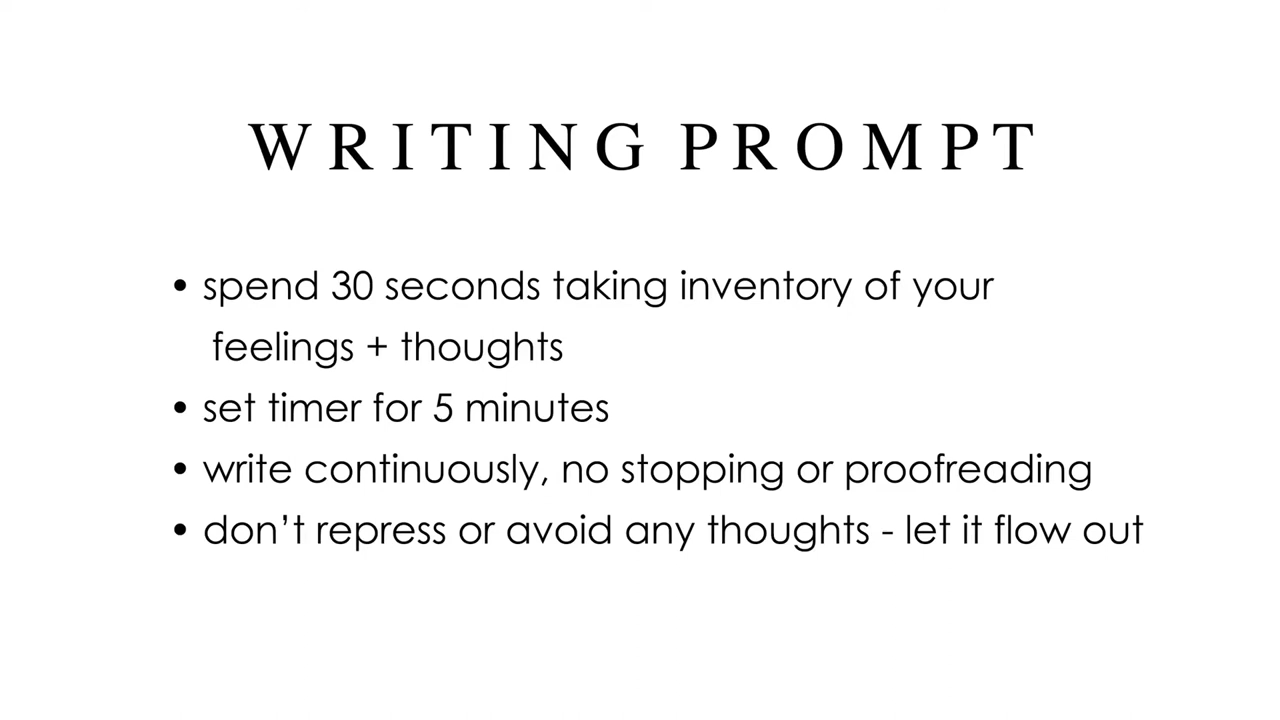 WRITING PROMPT
• spend 30 seconds taking inventory of your
feelings + thoughts
• set timer for 5 minutes
• write continuously, no stopping or proofreading
• don’t repress or avoid any thoughts - let it flow out